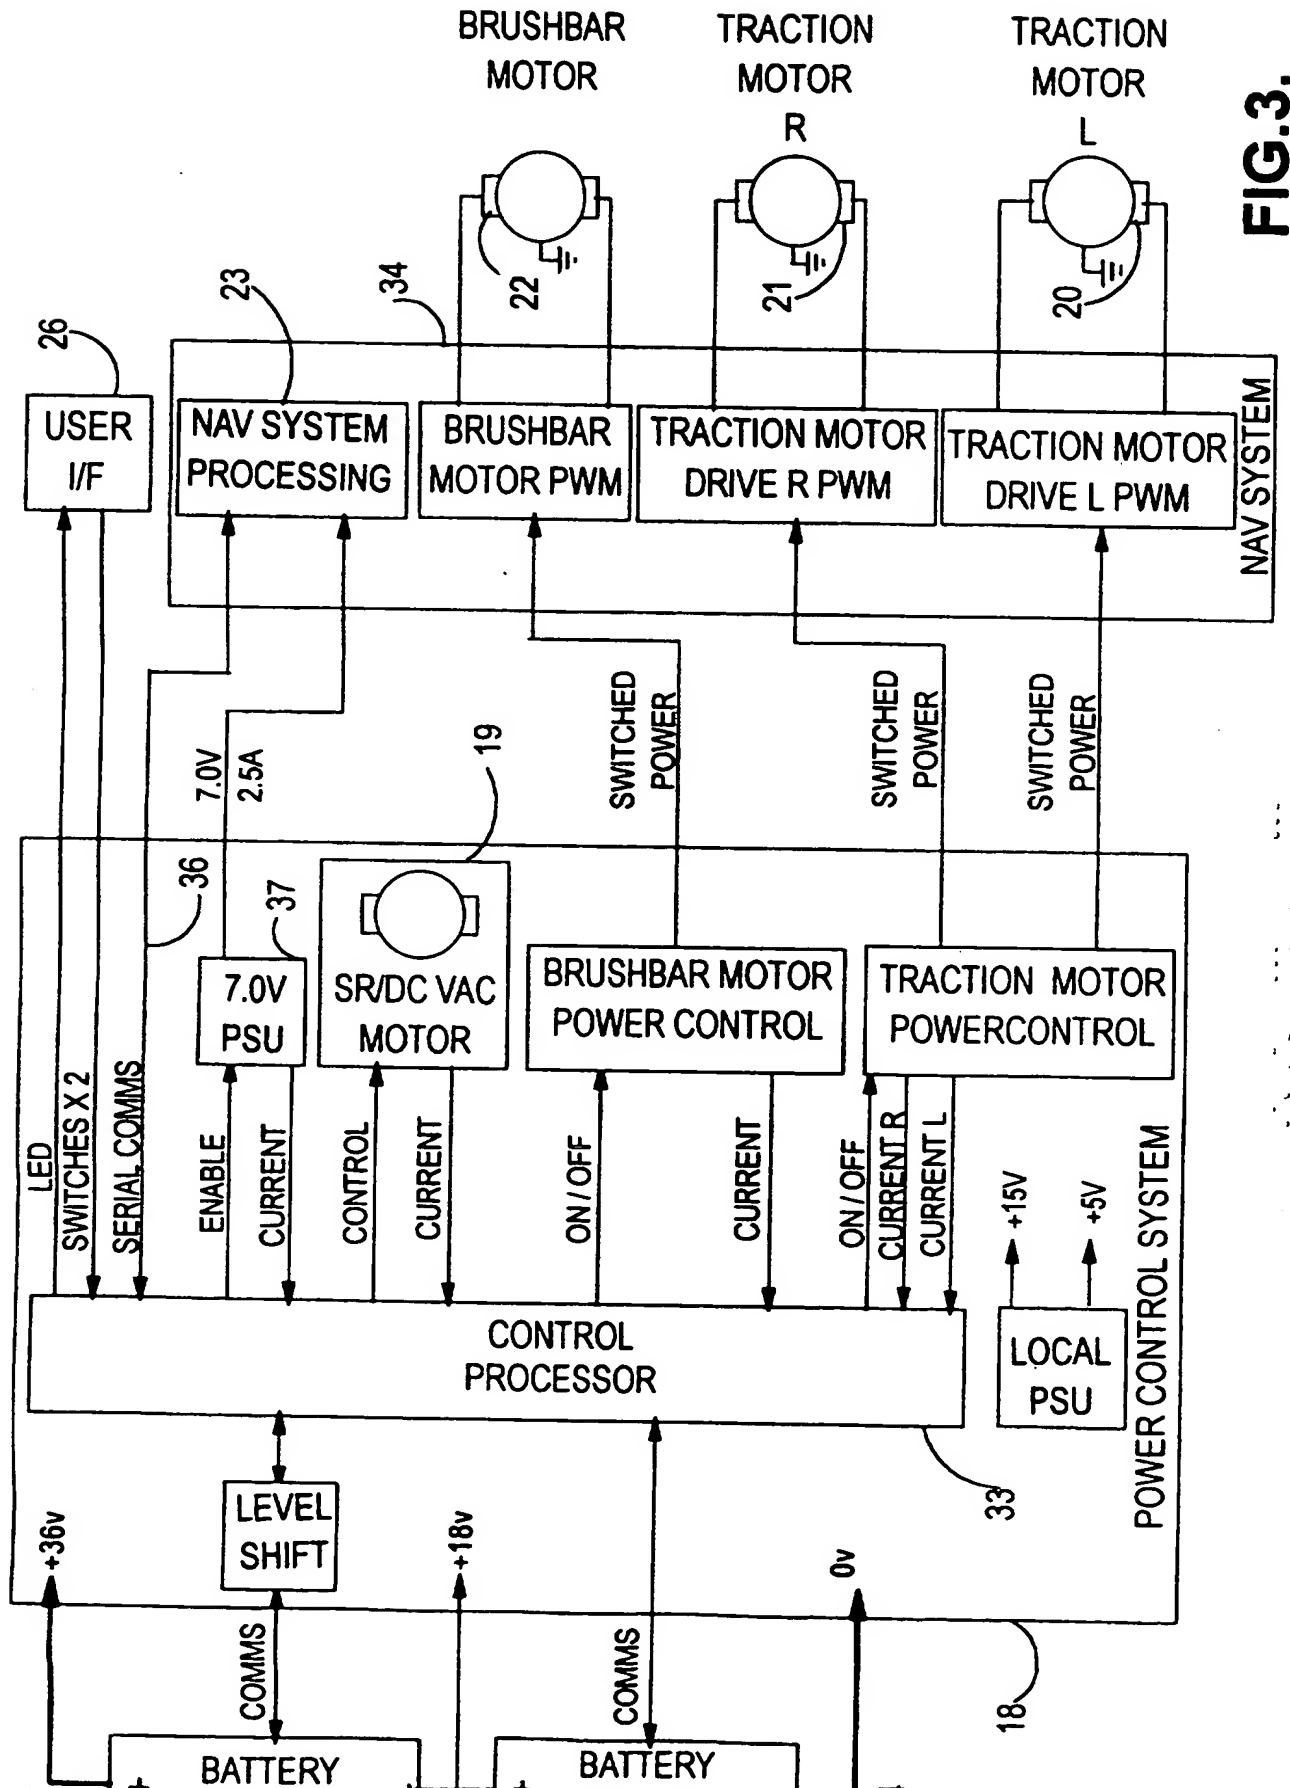 BRUSHBAR
MOTOR
TRACTION
MOTOR
R
TRACTION
MOTOR
L
FIG.3.
22
21
20
23
34
26
USER
I/F
NAV SYSTEM
PROCESSING
BRUSHBAR
MOTOR PWM
TRACTION MOTOR
DRIVE R PWM
TRACTION MOTOR
DRIVE L PWM
NAV SYSTEM
7.0V
2.5A
19
SWITCHED
POWER
SWITCHED
POWER
SWITCHED
POWER
36
37
7.0V
PSU
SR/DC VAC
MOTOR
BRUSHBAR MOTOR
POWER CONTROL
TRACTION MOTOR
POWERCONTROL
LED
SWITCHES X 2
SERIAL COMMS
ENABLE
CURRENT
CONTROL
CURRENT
ON / OFF
CURRENT
ON / OFF
CURRENT R
CURRENT L
+15V
+5V
CONTROL
PROCESSOR
LOCAL
PSU
POWER CONTROL SYSTEM
33
LEVEL
SHIFT
+36v
+18v
0v
COMMS
COMMS
18
BATTERY
BATTERY
+
+